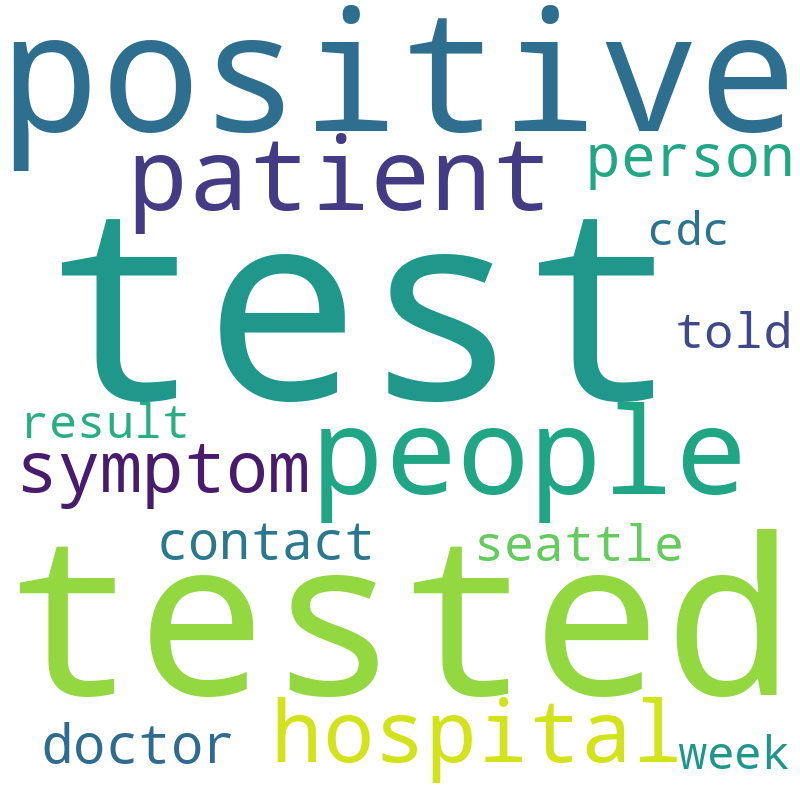 positive
patient
person
test
cdc
told
result
people
symptom
contact
seattle
tested
hospital
doctor
week